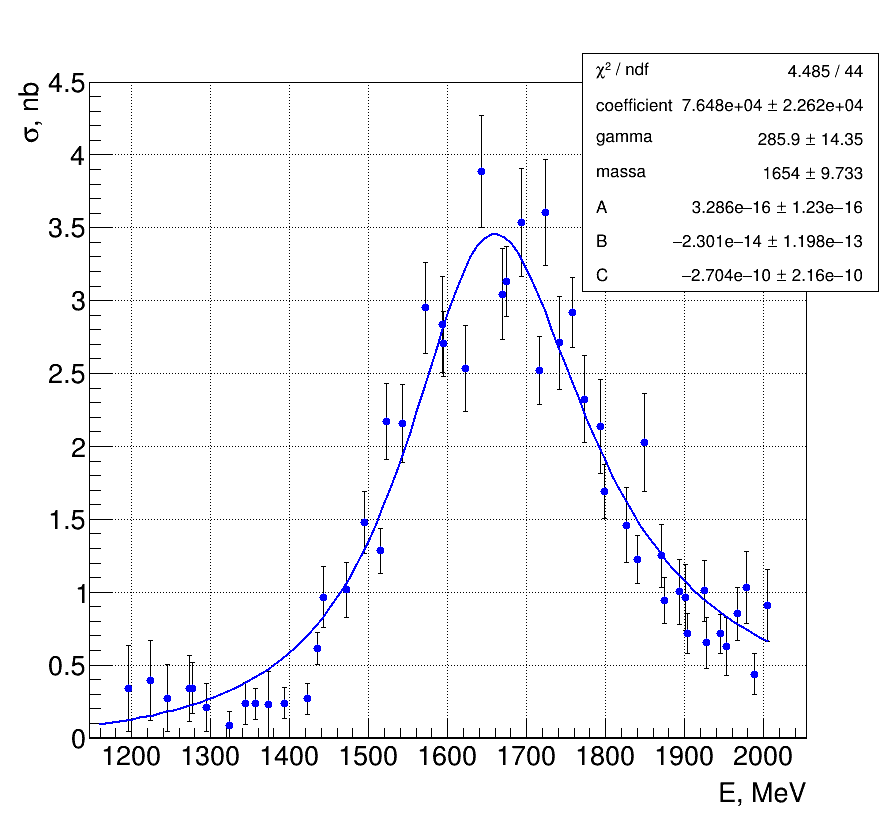 χ² / ndf 4.485 / 44
coefficient 7.648e+04 ± 2.262e+04
gamma 285.9 ± 14.35
massa 1654 ± 9.733
A 3.286e–16 ± 1.23e–16
B –2.301e–14 ± 1.198e–13
C –2.704e–10 ± 2.16e–10
σ, nb
4.5
4
3.5
3
2.5
2
1.5
1
0.5
0
1200 1300 1400 1500 1600 1700 1800 1900 2000
E, MeV